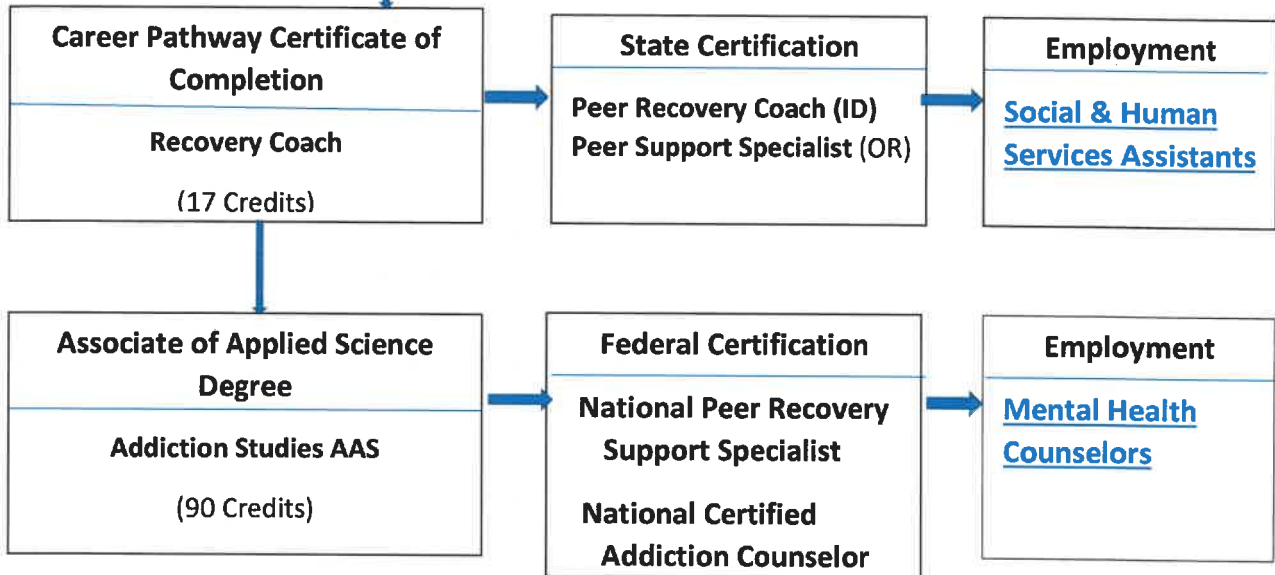 Career Pathway Certificate of
Completion
Recovery Coach
(17 Credits)
State Certification
Peer Recovery Coach (ID)
Peer Support Specialist (OR)
Employment
Social & Human
Services Assistants
Associate of Applied Science
Degree
Addiction Studies AAS
(90 Credits)
Federal Certification
National Peer Recovery
Support Specialist
National Certified
Addiction Counselor
Employment
Mental Health
Counselors